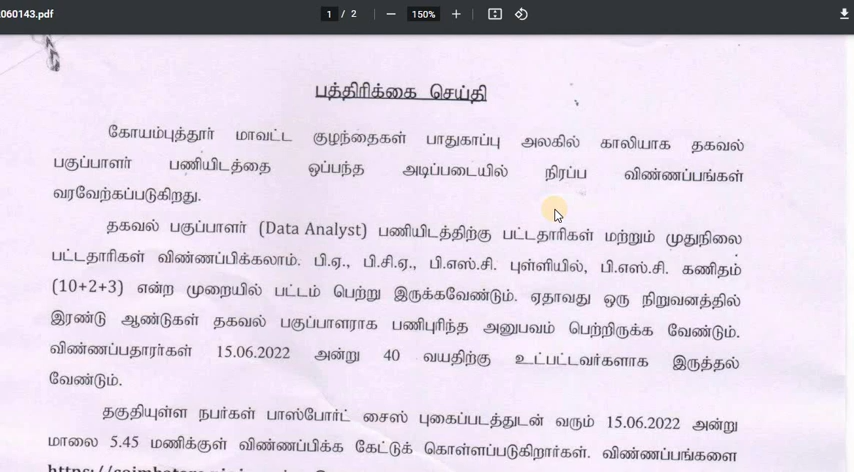 060143.pdf
1 / 2
150%
பத்திரிக்கை செய்தி
கோயம்புத்தூர் மாவட்ட குழந்தைகள் பாதுகாப்பு அலகில் காலியாக தகவல்
பகுப்பாளர் பணியிடத்தை ஒப்பந்த அடிப்படையில் நிரப்ப விண்ணப்பங்கள்
வரவேற்கப்படுகிறது.
தகவல் பகுப்பாளர் (Data Analyst) பணியிடத்திற்கு பட்டதாரிகள் மற்றும் முதுநிலை
பட்டதாரிகள் விண்ணப்பிக்கலாம். பி.ஏ., பி.சி.ஏ., பி.எஸ்.சி. புள்ளியில், பி.எஸ்.சி. கணிதம்
(10+2+3) என்ற முறையில் பட்டம் பெற்று இருக்கவேண்டும். ஏதாவது ஒரு நிறுவனத்தில்
இரண்டு ஆண்டுகள் தகவல் பகுப்பாளராக பணிபுரிந்த அனுபவம் பெற்றிருக்க வேண்டும்.
விண்ணப்பதாரர்கள் 15.06.2022 அன்று 40 வயதிற்கு உட்பட்டவர்களாக இருத்தல்
வேண்டும்.
தகுதியுள்ள நபர்கள் பாஸ்போர்ட் சைஸ் புகைப்படத்துடன் வரும் 15.06.2022 அன்று
மாலை 5.45 மணிக்குள் விண்ணப்பிக்க கேட்டுக் கொள்ளப்படுகிறார்கள். விண்ணப்பங்களை